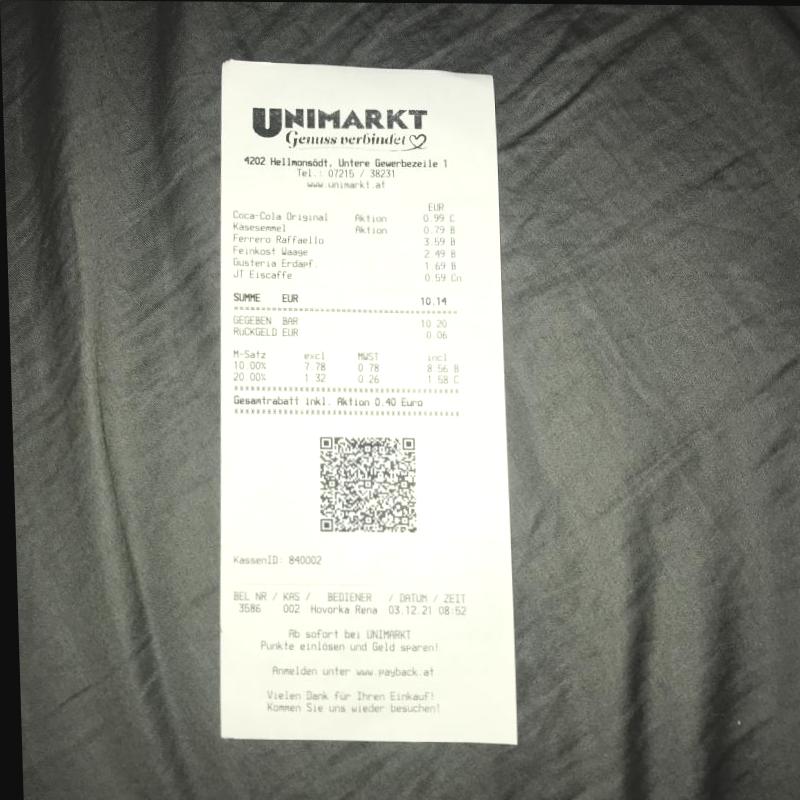 UNIMARKT
Genuss verbindet
4202 Hellmonsödt, Untere Gewerbezeile 1
Tel.: 07215 / 38231
www.unimarkt.at
EUR
Coca-Cola Original Aktion 0.99 C
Käsesemmel Aktion 0.79 B
Ferrero Raffaello 3.59 B
Feinkost Waage 2.49 B
Gusteria Erdäpf. 1.69 B
JT Eiscaffe 0.59 Cn
SUMME EUR 10.14
GEGEBEN BAR 10.20
RÜCKGELD EUR 0.06
M-Satz excl MWST incl
10.00% 7.78 0.78 8.56 B
20.00% 1.32 0.26 1.58 C
Gesamtrabatt inkl. Aktion 0.40 Euro
KassenID: 840002
BEL NR / KAS / BEDIENER / DATUM / ZEIT
3586 002 Hovorka Rena 03.12.21 08:52
Ab sofort bei UNIMARKT
Punkte einlösen und Geld sparen!
Anmelden unter www.payback.at
Vielen Dank für Ihren Einkauf!
Kommen Sie uns wieder besuchen!